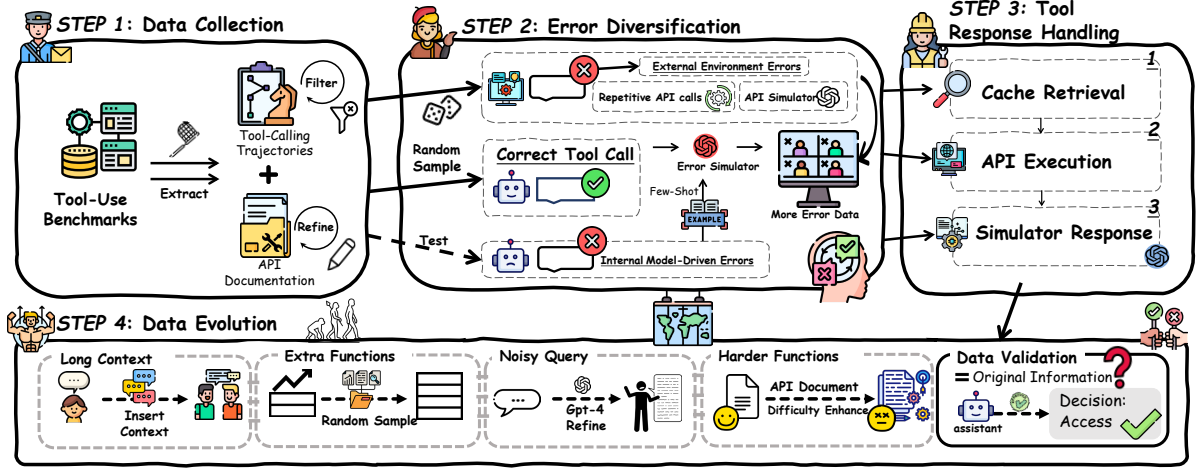 STEP 1: Data Collection
Filter
Tool-Calling
Trajectories
+
Tool-Use
Benchmarks
Extract
Refine
API
Documentation
STEP 2: Error Diversification
External Environment Errors
Repetitive API calls
API Simulator
Random
Sample
Correct Tool Call
Error Simulator
Few-Shot
EXAMPLE
More Error Data
Test
Internal Model-Driven Errors
STEP 3: Tool
Response Handling
1
Cache Retrieval
2
API Execution
3
Simulator Response
STEP 4: Data Evolution
Long Context
Insert
Context
Extra Functions
Random Sample
Noisy Query
Gpt-4
Refine
Harder Functions
API Document
Difficulty Enhance
Data Validation
= Original Information
?
assistant
Decision:
Access